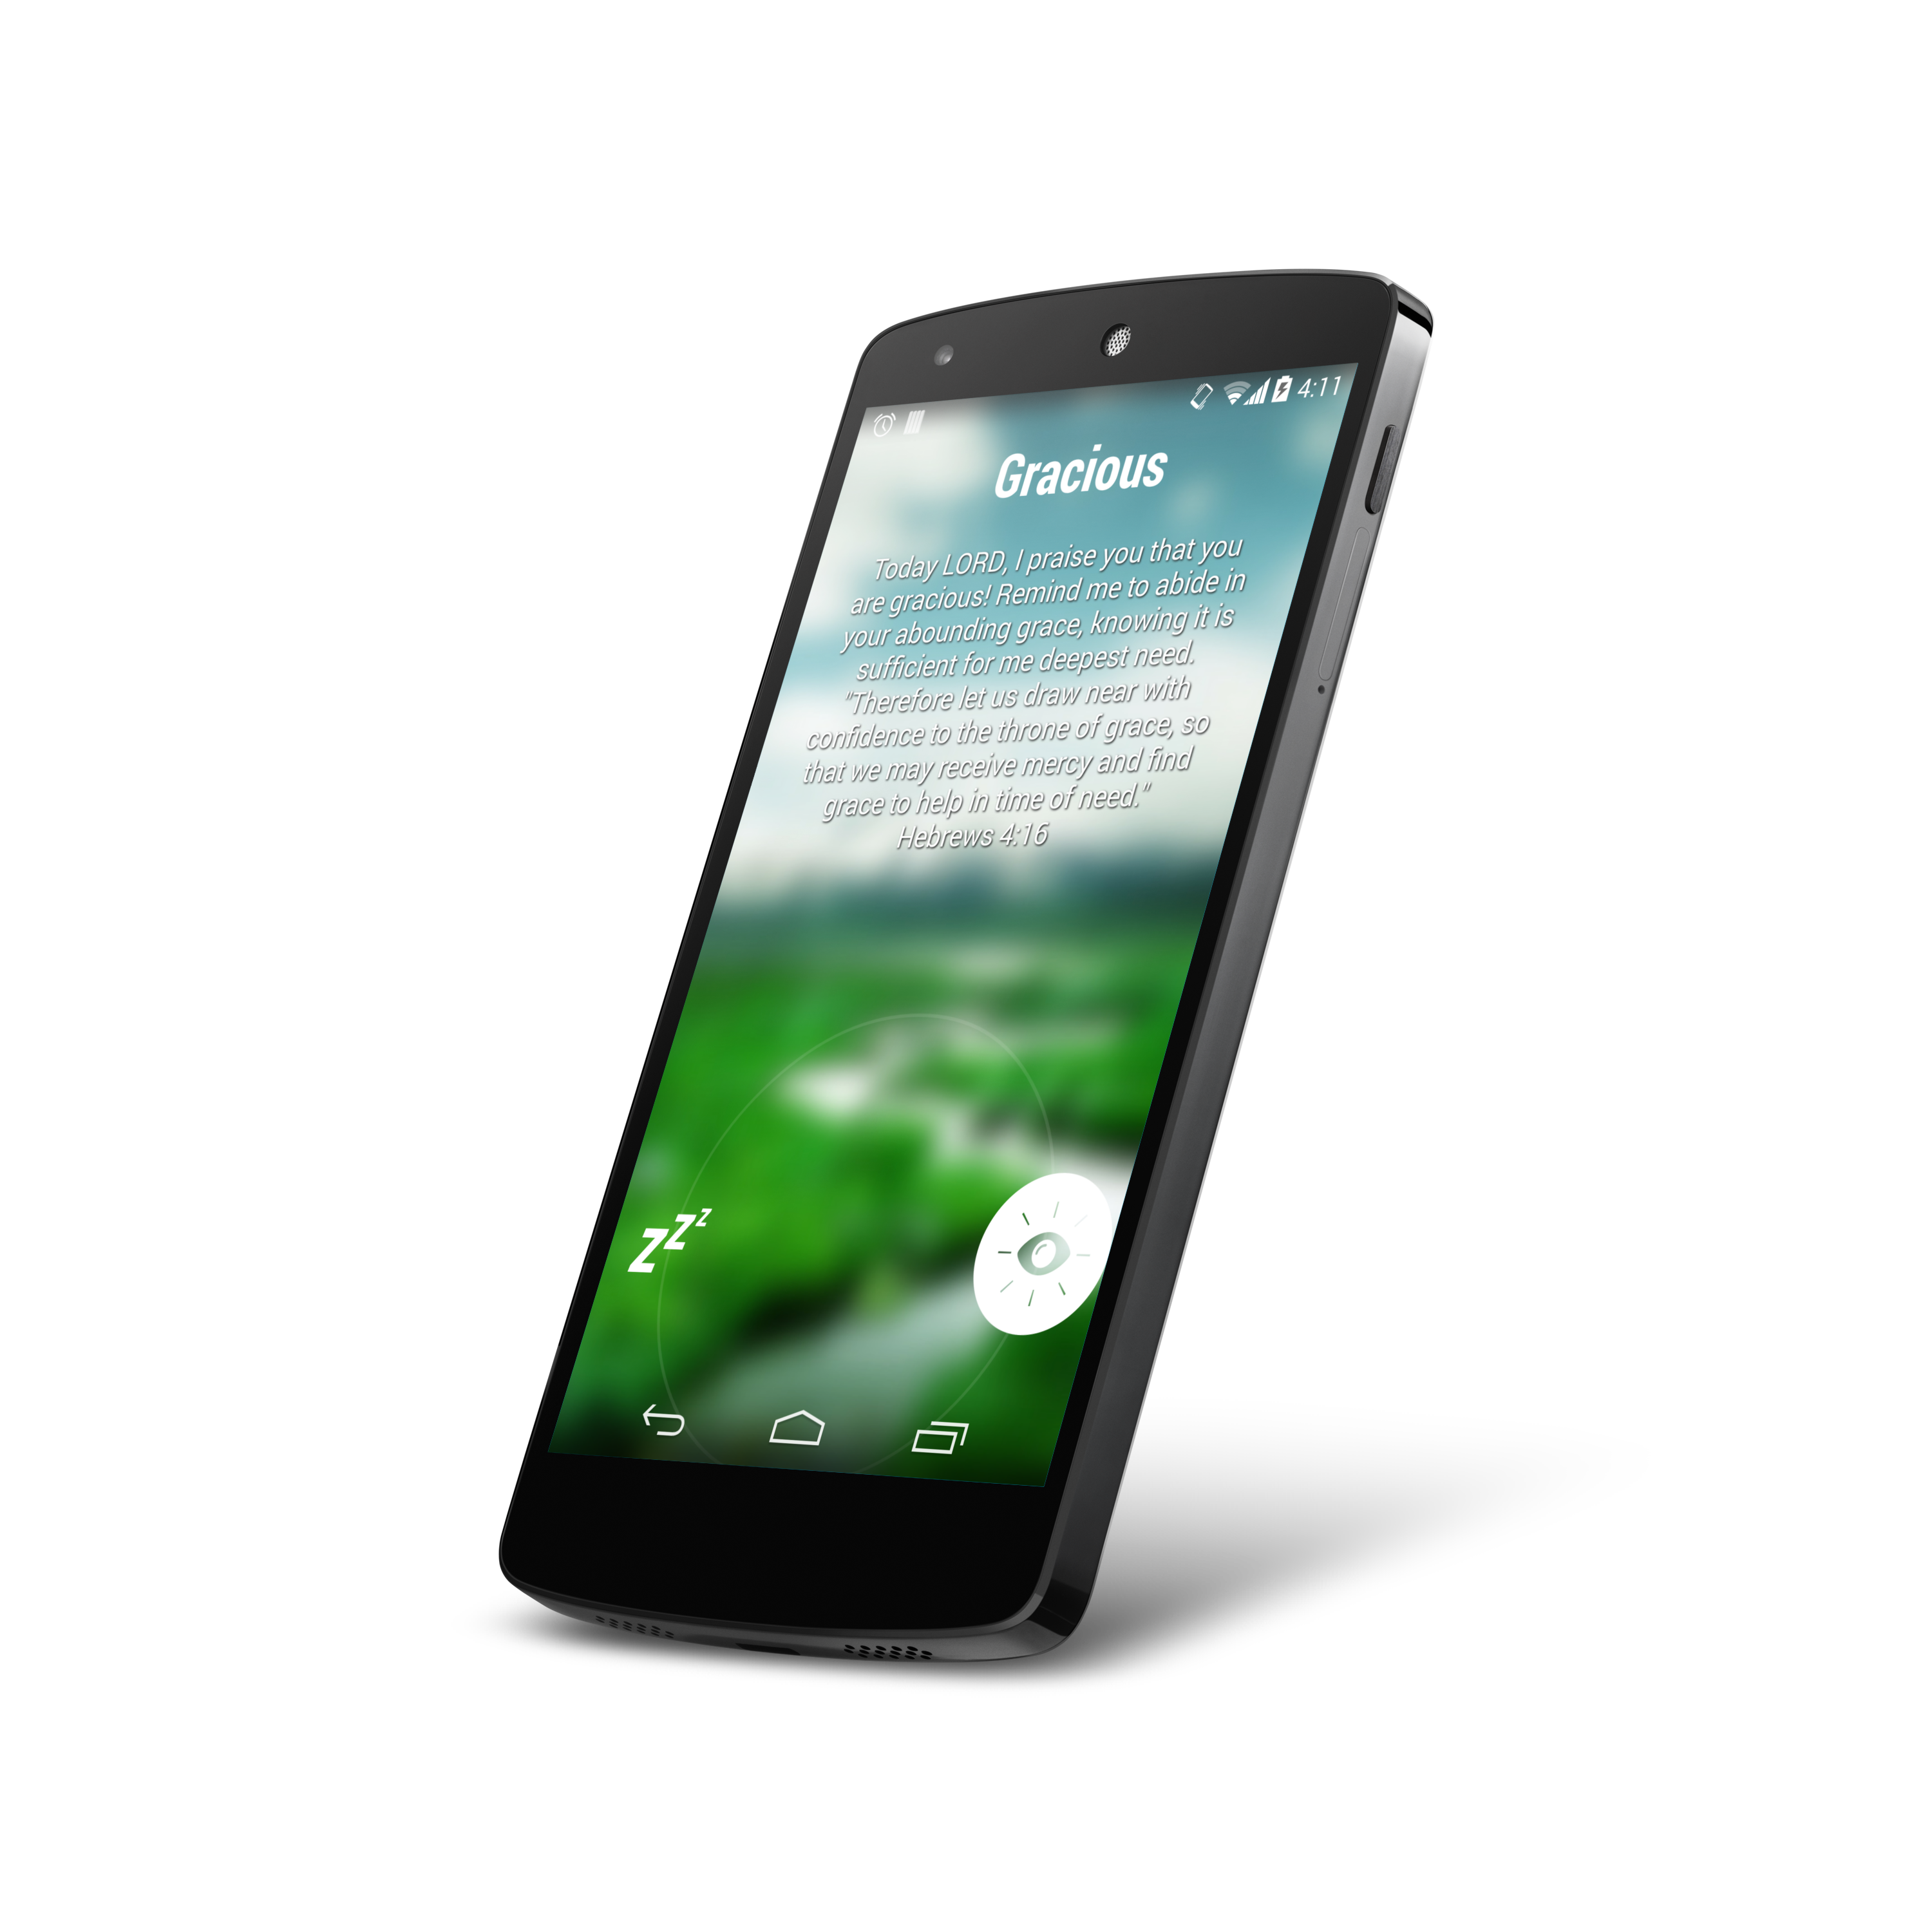 4:11
Gracious
Today LORD, I praise you that you
are gracious! Remind me to abide in
your abounding grace, knowing it is
sufficient for me deepest need.
"Therefore let us draw near with
confidence to the throne of grace, so
that we may receive mercy and find
grace to help in time of need."
Hebrews 4:16
zzz